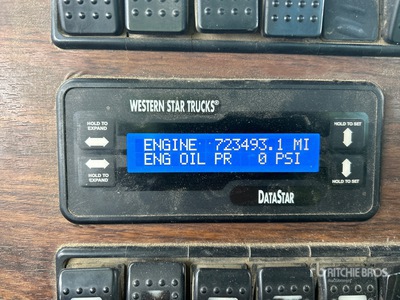 WESTERN STAR TRUCKS®
HOLD TO EXPAND
HOLD TO SET
ENGINE 723493.1 MI
ENG OIL PR 0 PSI
HOLD TO EXPAND
HOLD TO SET
DATASTAR
RITCHIE BROS.